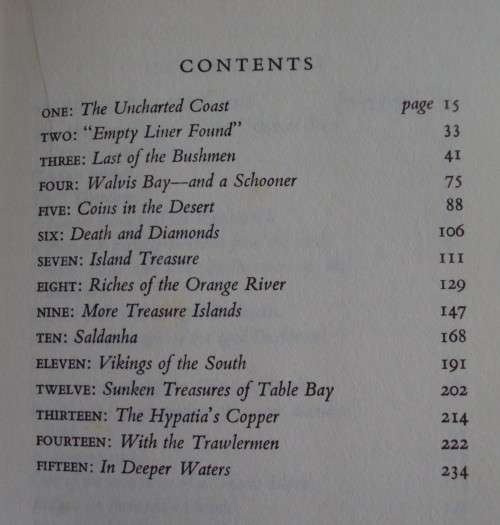 CONTENTS
ONE: The Uncharted Coast page 15
TWO: "Empty Liner Found" 33
THREE: Last of the Bushmen 41
FOUR: Walvis Bay—and a Schooner 75
FIVE: Coins in the Desert 88
SIX: Death and Diamonds 106
SEVEN: Island Treasure 111
EIGHT: Riches of the Orange River 129
NINE: More Treasure Islands 147
TEN: Saldanha 168
ELEVEN: Vikings of the South 191
TWELVE: Sunken Treasures of Table Bay 202
THIRTEEN: The Hypatia's Copper 214
FOURTEEN: With the Trawlermen 222
FIFTEEN: In Deeper Waters 234